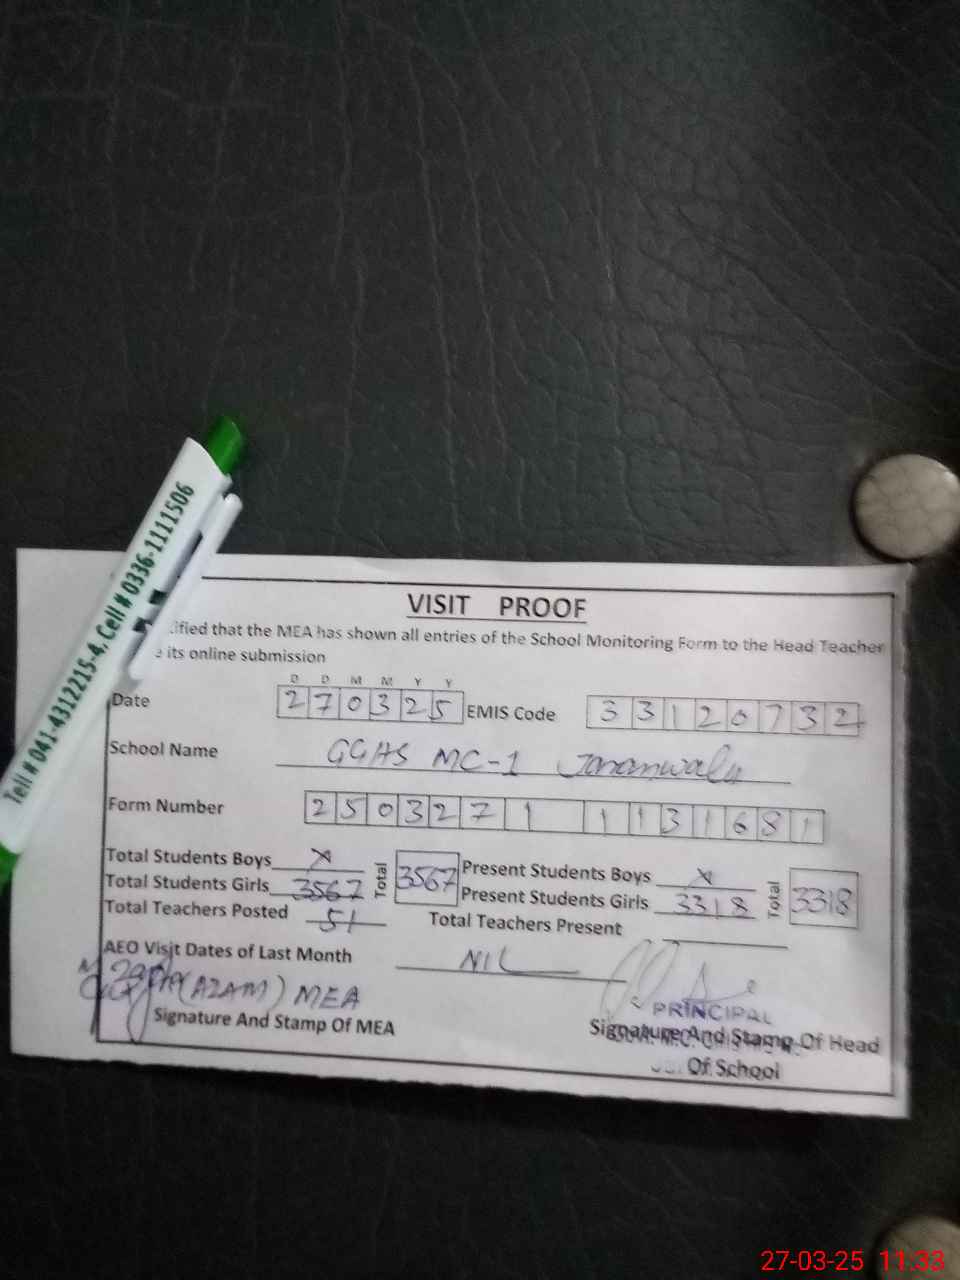 Tell # 041-4312215-4, Cell # 0336-1111506
VISIT PROOF
ified that the MEA has shown all entries of the School Monitoring Form to the Head Teacher
e its online submission
D D M M Y Y
Date 2 7 0 3 2 5 EMIS Code 3 3 1 2 0 7 3 2
School Name GGHS MC-1 Jaranwala
Form Number 2 5 0 3 2 7 1 1 1 3 1 6 8 1
Total Students Boys x Total 3567 Present Students Boys x Total 3318
Total Students Girls 3567 Present Students Girls 3318
Total Teachers Posted 51 Total Teachers Present
AEO Visit Dates of Last Month NIL
(AZAM) MEA
PRINCIPAL
Signature And Stamp Of MEA Signature And Stamp Of Head
Of School
27-03-25 11:33